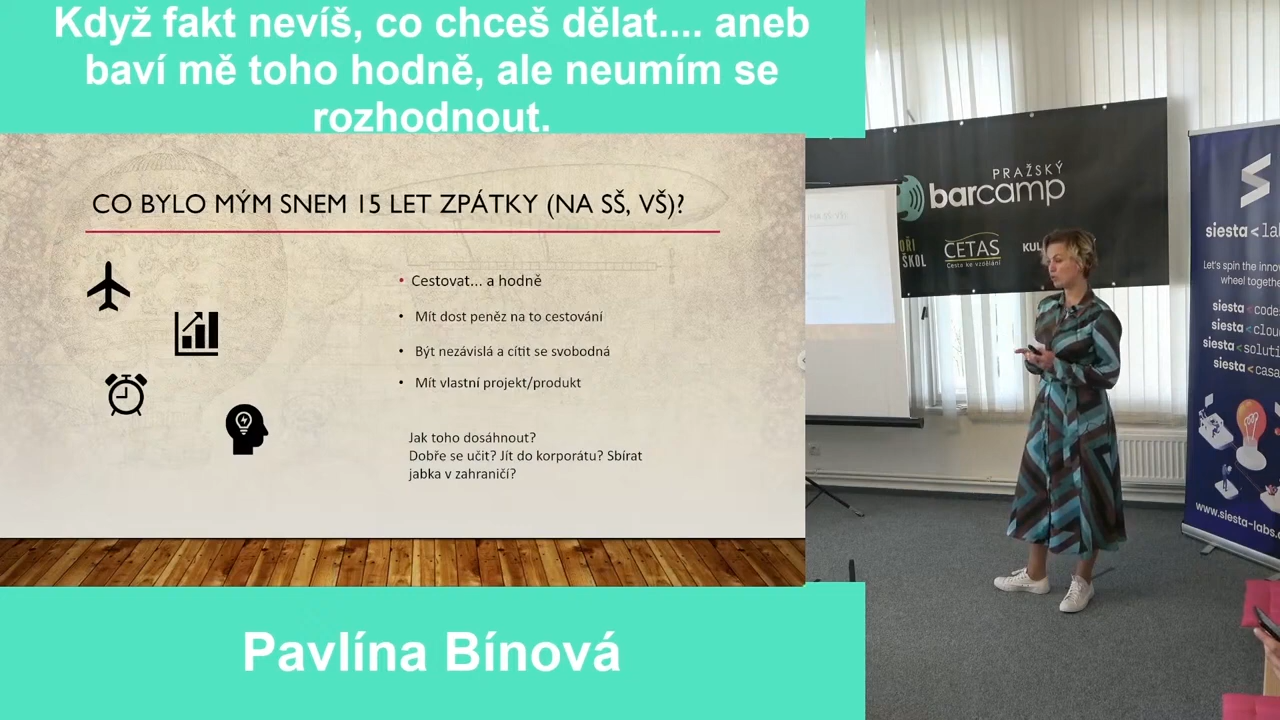 Když fakt nevíš, co chceš dělat.... aneb
baví mě toho hodně, ale neumím se
rozhodnout.
CO BYLO MÝM SNEM 15 LET ZPÁTKY (NA SŠ, VŠ)?
• Cestovat... a hodně
• Mít dost peněz na to cestování
• Být nezávislá a cítit se svobodná
• Mít vlastní projekt/produkt
Jak toho dosáhnout?
Dobře se učit? Jít do korporátu? Sbírat
jabka v zahraničí?
Pavlína Bínová
PRAŽSKÝ
barcamp
ŠKOL
CETAS
Cesta ke vzdělání
KUL
siesta<la
Let's spin the inno
wheel togethe
siesta<code
siesta<clou
siesta<soluti
siesta<casa
www.siesta-labs.c